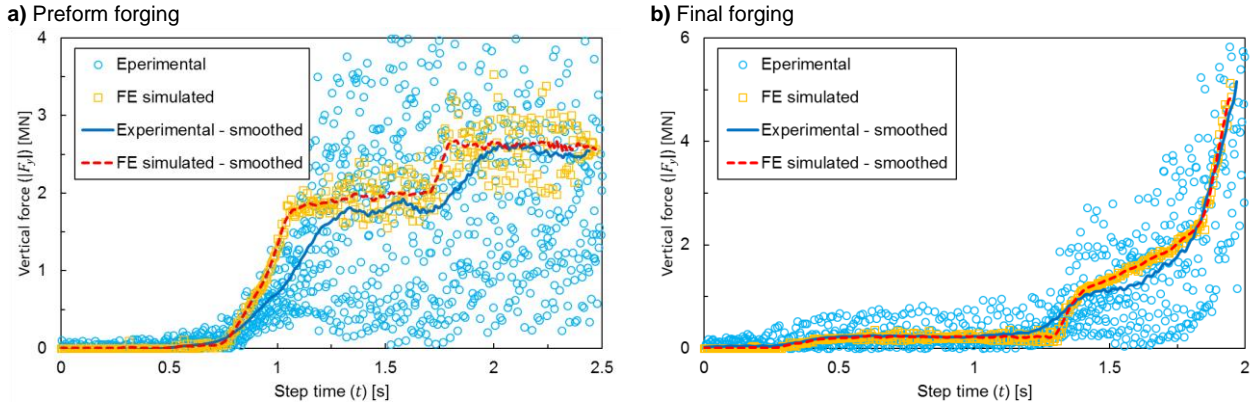 a) Preform forging
4
3
2
1
0
Vertical force (|Fy|) [MN]
Eperimental
FE simulated
Experimental - smoothed
FE simulated - smoothed
0 0.5 1 1.5 2 2.5
Step time (t) [s]
b) Final forging
6
4
2
0
Vertical force (|Fy|) [MN]
Eperimental
FE simulated
Experimental - smoothed
FE simulated - smoothed
0 0.5 1 1.5 2
Step time (t) [s]